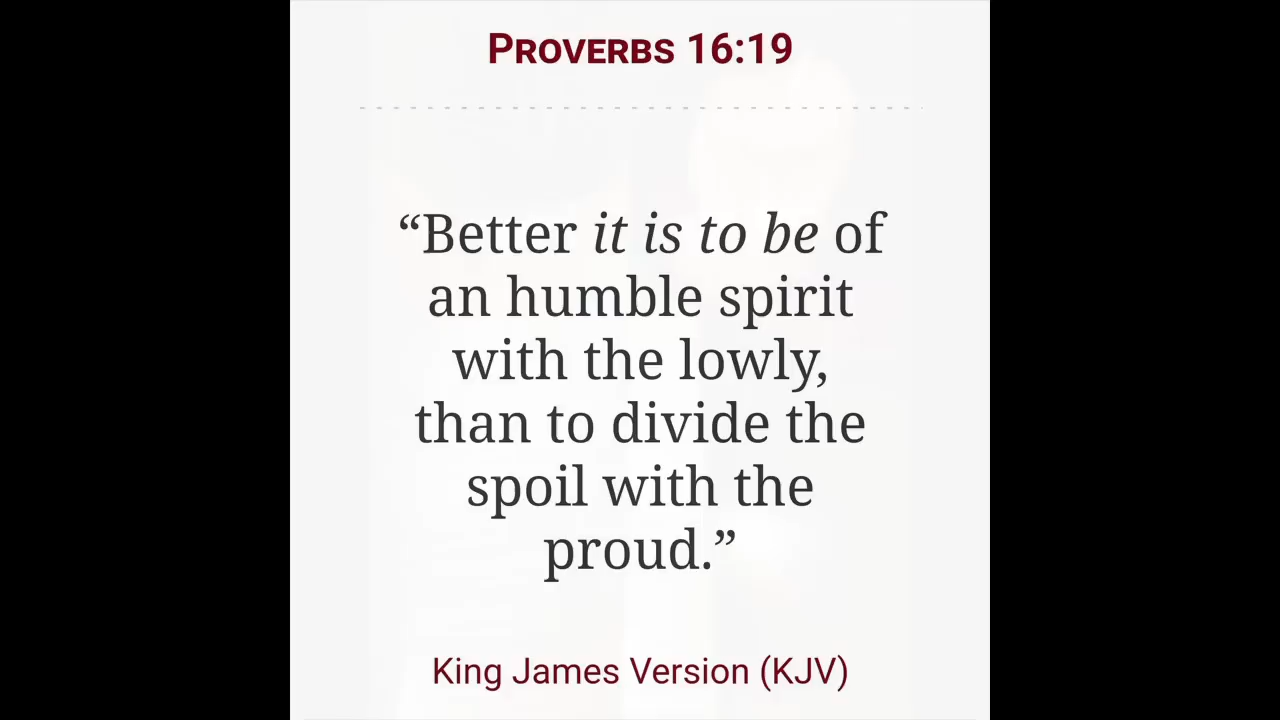 PROVERBS 16:19
“Better it is to be of
an humble spirit
with the lowly,
than to divide the
spoil with the
proud.”
King James Version (KJV)